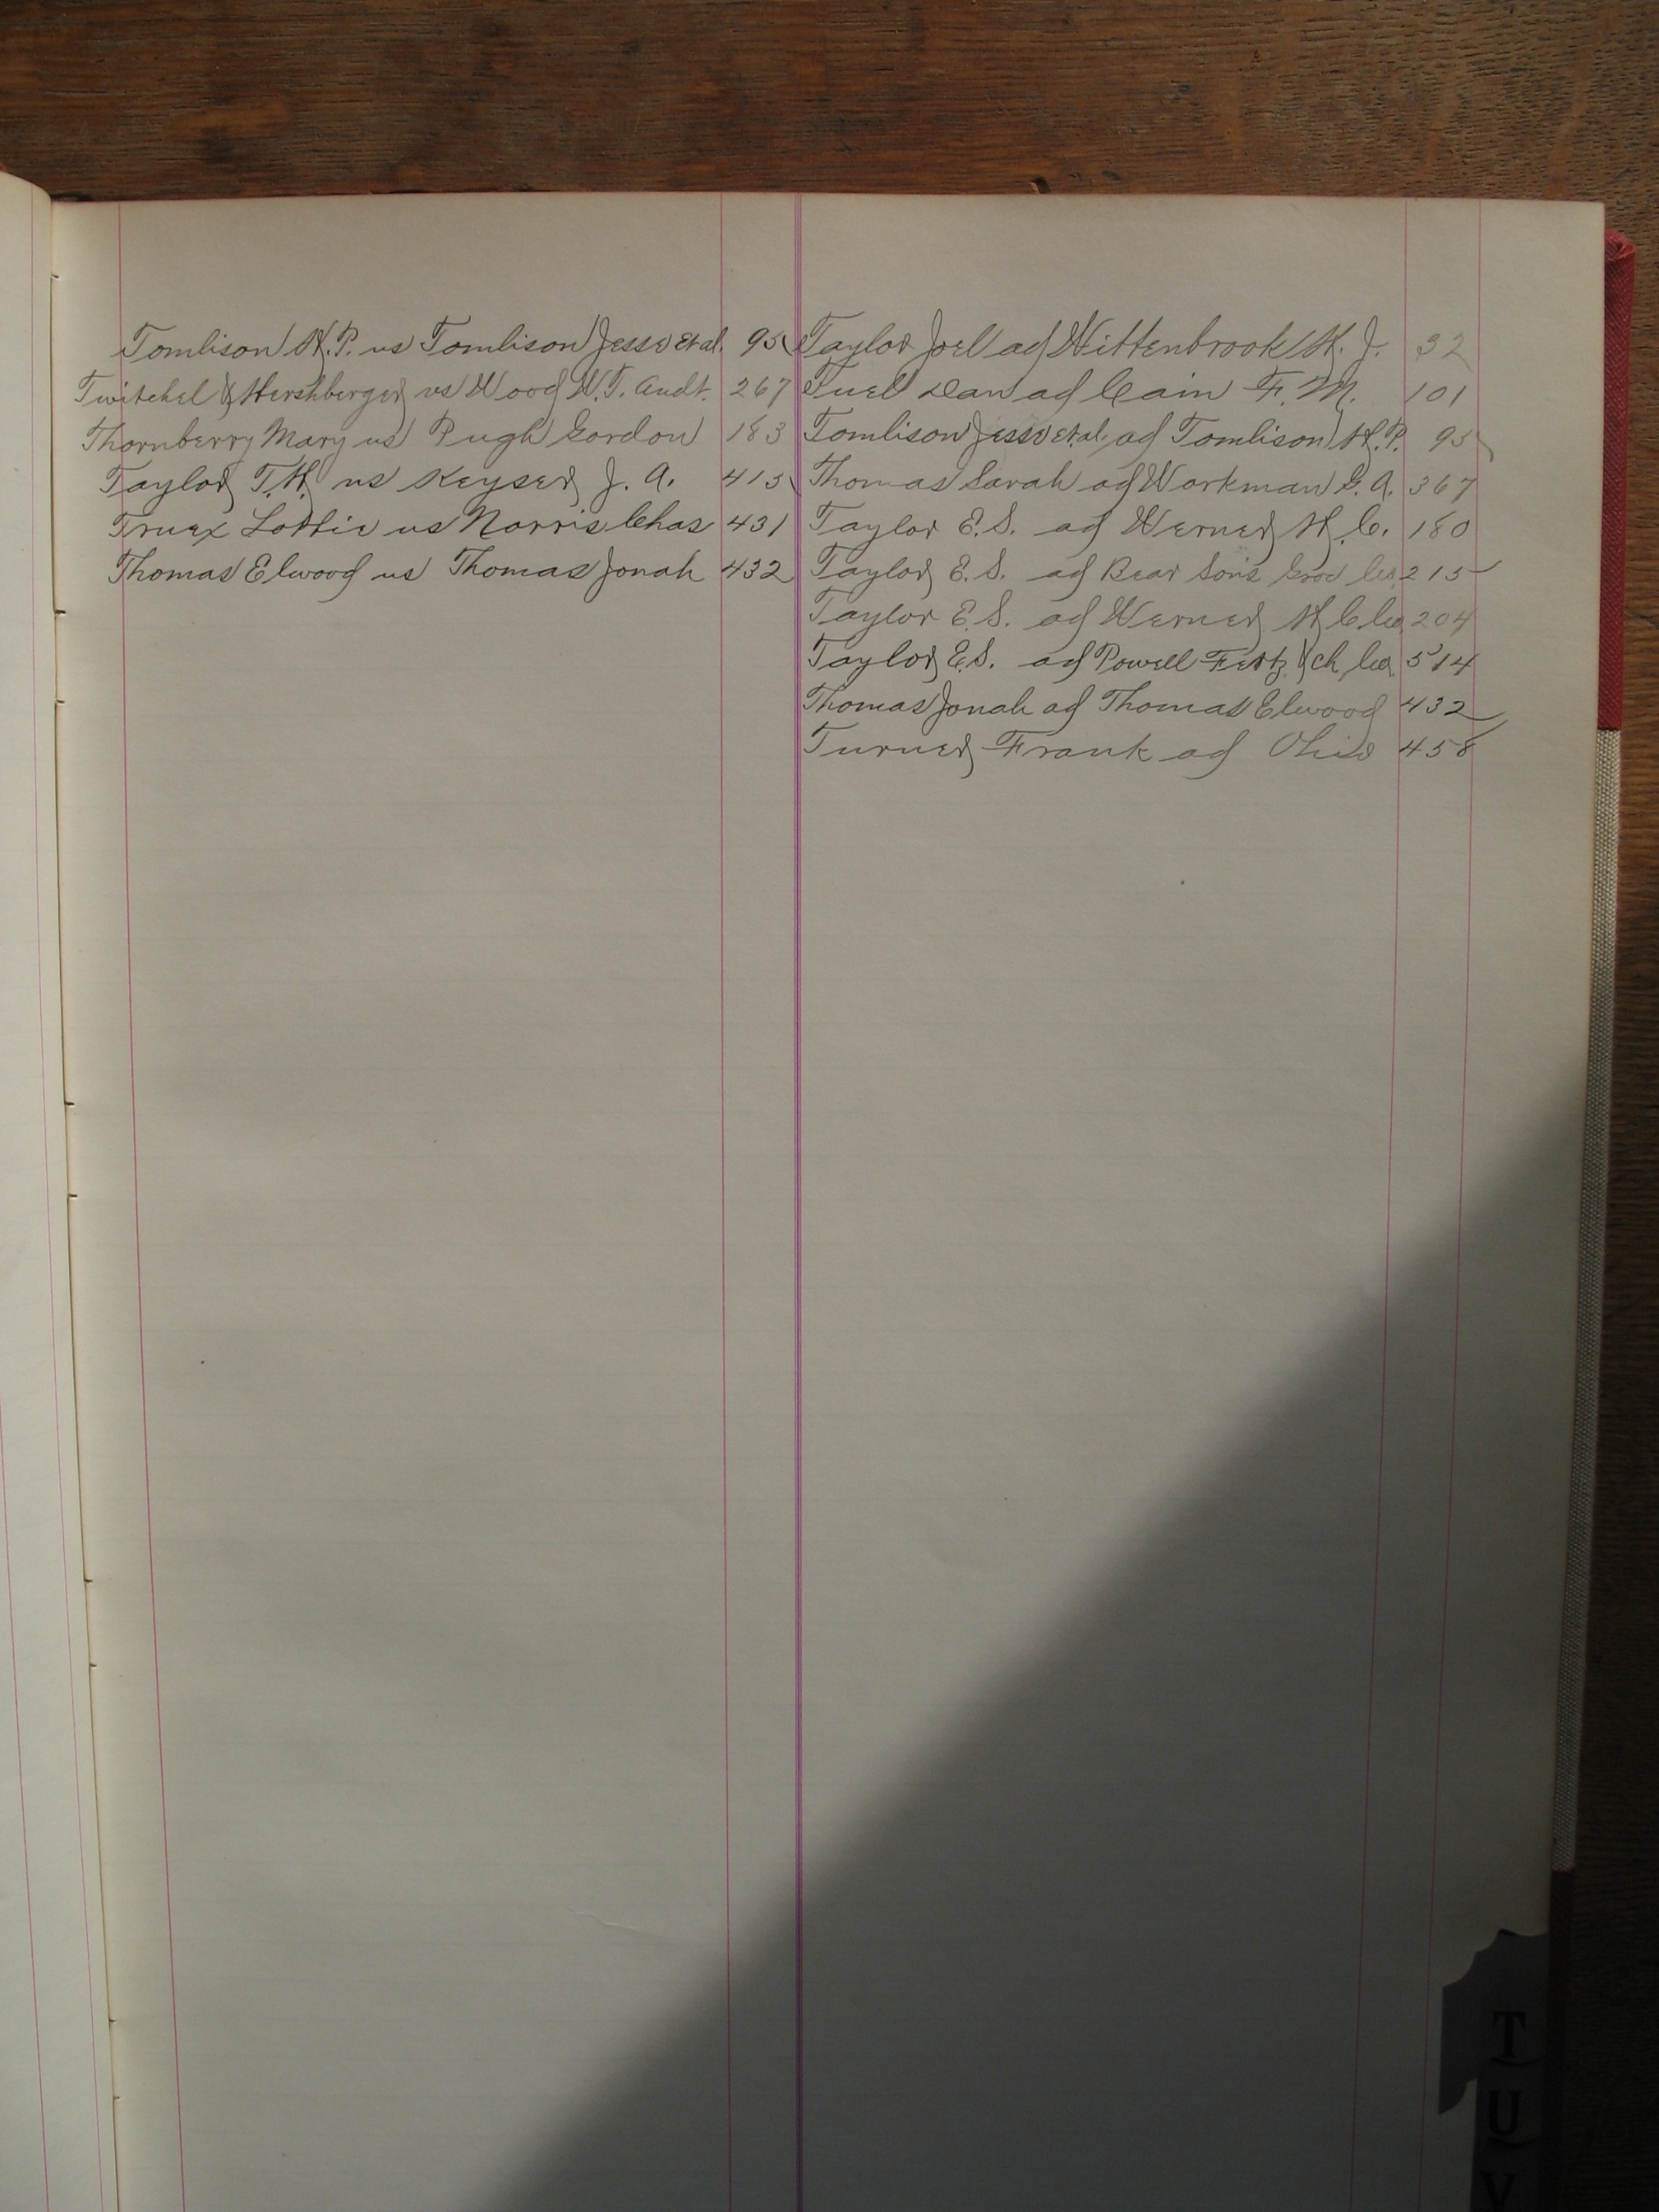 Tomlison H. P. vs Tomlison Jesse et al. 95
Twitchel & Hershberger vs Wood W. T. Audt. 267
Thornberry Mary vs Pugh Gordon 183
Taylor T. H. vs Keyser J. A. 415
Truex Lottie vs Norris Chas 431
Thomas Elwood vs Thomas Jonah 432
Taylor Joel ad Wittenbrook H. J. 32
Tuel Dan ad Cain F. M. 101
Tomlison Jesse et al. ad Tomlison H. P. 95
Thomas Sarah ad Workman G. A. 367
Taylor E. S. ad Werner H. C. 180
Taylor E. S. ad Bear Sons Groc Co 215
Taylor E. S. ad Werner H C Co 204
Taylor E. S. ad Powell Fertz. & Ch Co 514
Thomas Jonah ad Thomas Elwood 432
Turner Frank ad Ohio 458
T
U
V